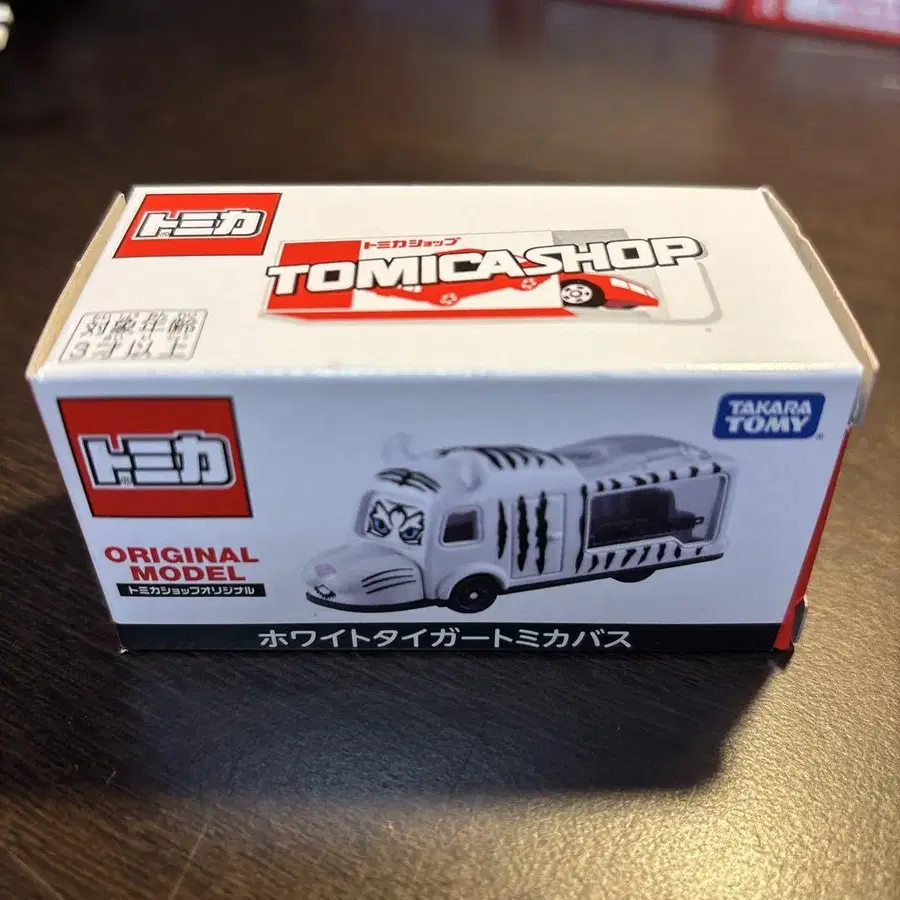 トミカ
トミカショップ
TOMICASHOP
対象年齢
3才以上
トミカ
TAKARA
TOMY
ORIGINAL
MODEL
トミカショップオリジナル
ホワイトタイガートミカバス